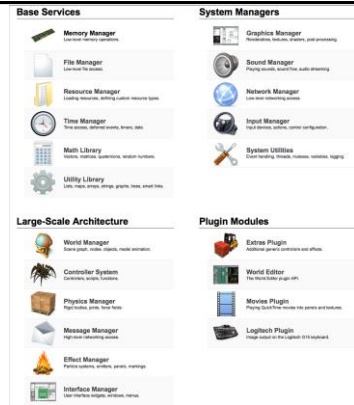 Base Services
Memory Manager
Low-level memory operations.
File Manager
Low-level file access.
Resource Manager
Loading resources, defining custom resource types.
Time Manager
Time access, deferred events, timers, date.
Math Library
Vectors, matrices, quaternions, random numbers.
Utility Library
Lists, maps, arrays, strings, graphs, trees, smart links.
Large-Scale Architecture
World Manager
Scene graph, nodes, objects, model animation.
Controller System
Controllers, scripts, functions.
Physics Manager
Rigid bodies, joints, force fields.
Message Manager
High-level networking access.
Effect Manager
Particle systems, emitters, panels, markings.
Interface Manager
User interface widgets, windows, menus.
System Managers
Graphics Manager
Renderables, textures, shaders, post-processing.
Sound Manager
Playing sounds, sound flow, audio streaming.
Network Manager
Low-level networking access.
Input Manager
Input devices, actions, control configuration.
System Utilities
Event handling, threads, mutexes, variables, logging.
Plugin Modules
Extras Plugin
Additional generic controllers and effects.
World Editor
The World Editor plugin API.
Movies Plugin
Playing QuickTime movies into panels and textures.
Logitech Plugin
Image output on the Logitech G15 keyboard.